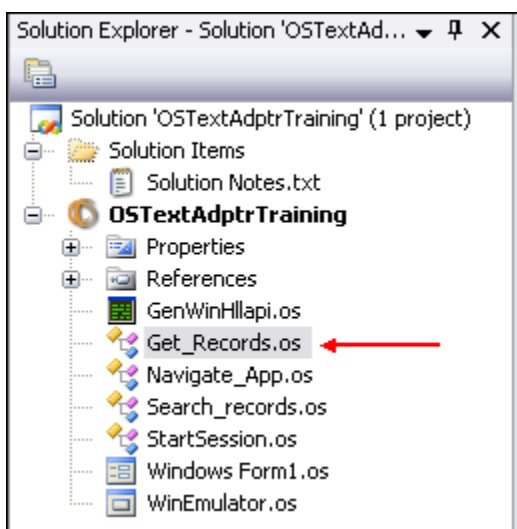 Solution Explorer - Solution 'OSTextAd...
Solution 'OSTextAdptrTraining' (1 project)
Solution Items
Solution Notes.txt
OSTextAdptrTraining
Properties
References
GenWinHllapi.os
Get_Records.os
Navigate_App.os
Search_records.os
StartSession.os
Windows Form1.os
WinEmulator.os